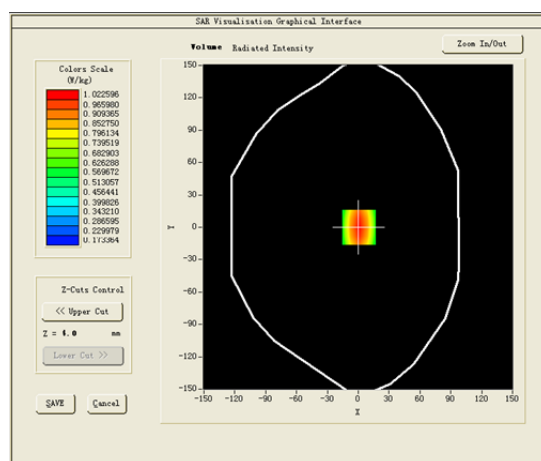 SAR Visualisation Graphical Interface
Volume Radiated Intensity
Zoom In/Out
Colors Scale
(W/kg)
1.022596
0.965980
0.909365
0.852750
0.796134
0.739519
0.682903
0.626288
0.569672
0.513057
0.456441
0.399826
0.343210
0.286595
0.229979
0.173364
Z-Cuts Control
<< Upper Cut
Z = 4.0 mm
Lower Cut >>
SAVE
Cancel
150
120
90
60
30
0
-30
-60
-90
-120
-150
Y
-150 -120 -90 -60 -30 0 30 60 90 120 150
X